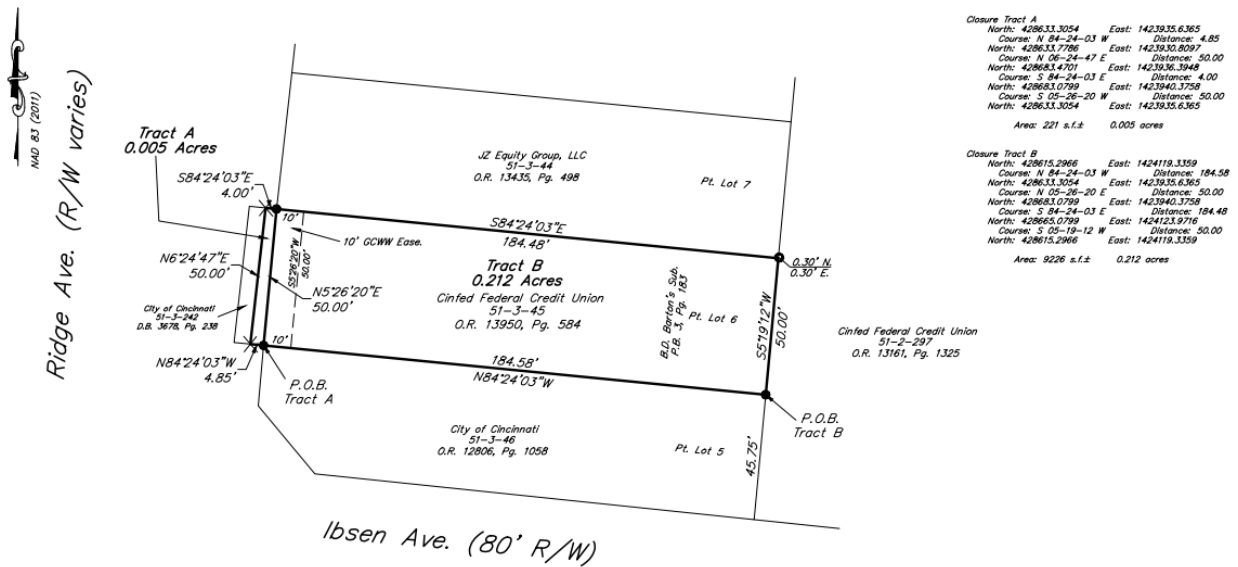 NAD 83 (2011)
Ridge Ave. (R/W varies)
Tract A
0.005 Acres
S84°24'03"E
4.00'
10'
S5°26'20"W
50.00'
10' GCWW Ease.
N6°24'47"E
50.00'
N5°26'20"E
50.00'
City of Cincinnati
51-3-242
D.B. 3678, Pg. 238
10'
N84°24'03"W
4.85'
P.O.B.
Tract A
JZ Equity Group, LLC
51-3-44
O.R. 13435, Pg. 498
Pt. Lot 7
S84°24'03"E
184.48'
Tract B
0.212 Acres
Cinfed Federal Credit Union
51-3-45
O.R. 13950, Pg. 584
B.D. Barton's Sub.
P.B. 3, Pg. 183
Pt. Lot 6
0.30' N.
0.30' E.
S5°19'12"W
50.00'
Cinfed Federal Credit Union
51-2-297
O.R. 13161, Pg. 1325
184.58'
N84°24'03"W
P.O.B.
Tract B
City of Cincinnati
51-3-46
O.R. 12806, Pg. 1058
Pt. Lot 5
45.75'
Ibsen Ave. (80' R/W)
Closure Tract A
North: 428633.3054 East: 1423935.6365
Course: N 84-24-03 W Distance: 4.85
North: 428633.7786 East: 1423930.8097
Course: N 06-24-47 E Distance: 50.00
North: 428683.4701 East: 1423936.3948
Course: S 84-24-03 E Distance: 4.00
North: 428683.0799 East: 1423940.3758
Course: S 05-26-20 W Distance: 50.00
North: 428633.3054 East: 1423935.6365
Area: 221 s.f.± 0.005 acres
Closure Tract B
North: 428615.2966 East: 1424119.3359
Course: N 84-24-03 W Distance: 184.58
North: 428633.3054 East: 1423935.6365
Course: N 05-26-20 E Distance: 50.00
North: 428683.0799 East: 1423940.3758
Course: S 84-24-03 E Distance: 184.48
North: 428665.0799 East: 1424123.9716
Course: S 05-19-12 W Distance: 50.00
North: 428615.2966 East: 1424119.3359
Area: 9226 s.f.± 0.212 acres